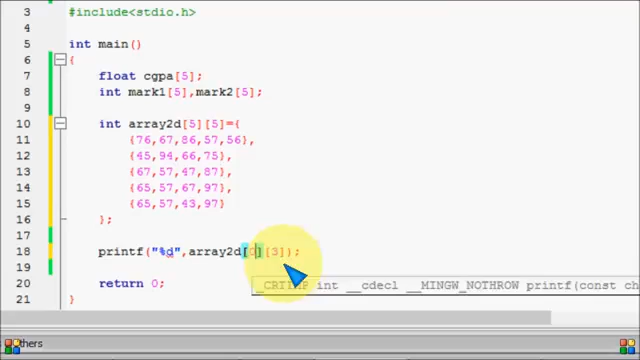 3 #include<stdio.h>
4
5 int main()
6 {
7 float cgpa[5];
8 int mark1[5],mark2[5];
9
10 int array2d[5][5]={
11 {76,67,86,57,56},
12 {45,94,66,75},
13 {67,57,47,87},
14 {65,57,67,97},
15 {65,57,43,97}
16 };
17
18 printf("%d",array2d[0][3]);
19
20 return 0;
_CRTIMP int __cdecl __MINGW_NOTHROW printf(const ch
21 }
thers